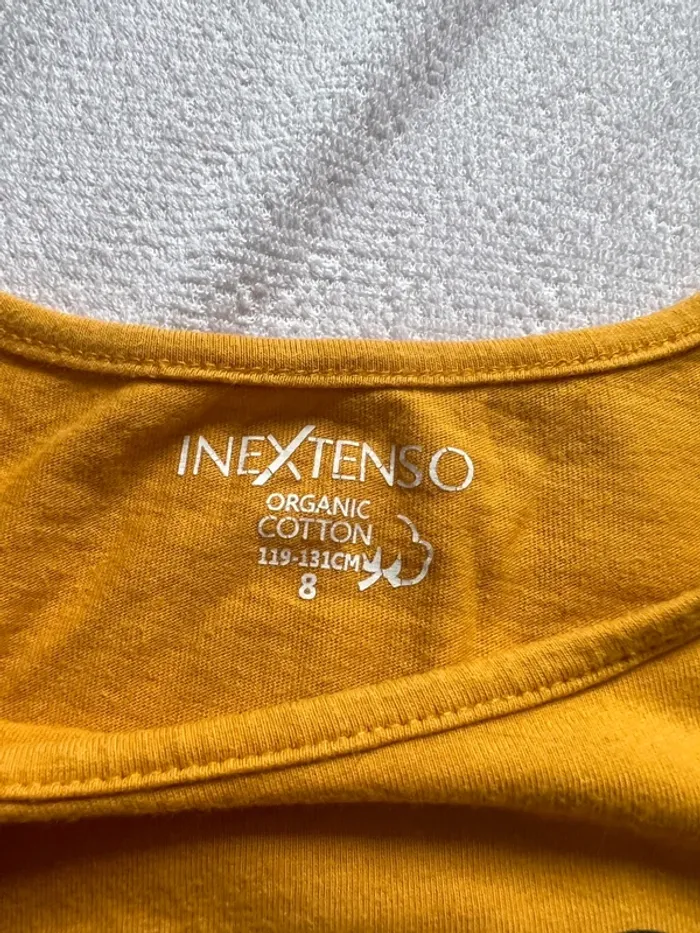 INEXTENSO
ORGANIC
COTTON
119-131CM
8